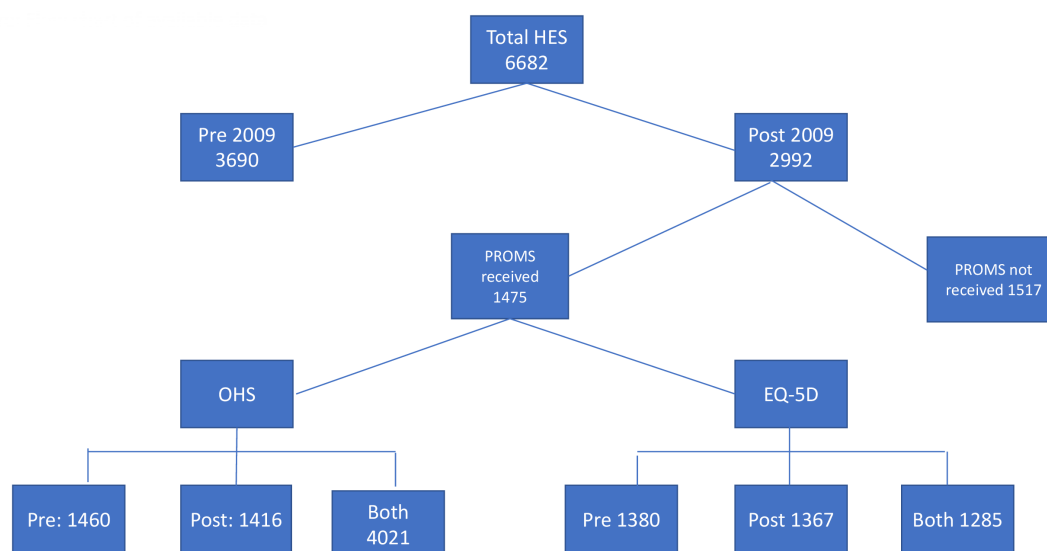 Total HES
6682
Pre 2009
3690
Post 2009
2992
PROMS
received
1475
PROMS not
received 1517
OHS
EQ-5D
Pre: 1460
Post: 1416
Both
4021
Pre 1380
Post 1367
Both 1285